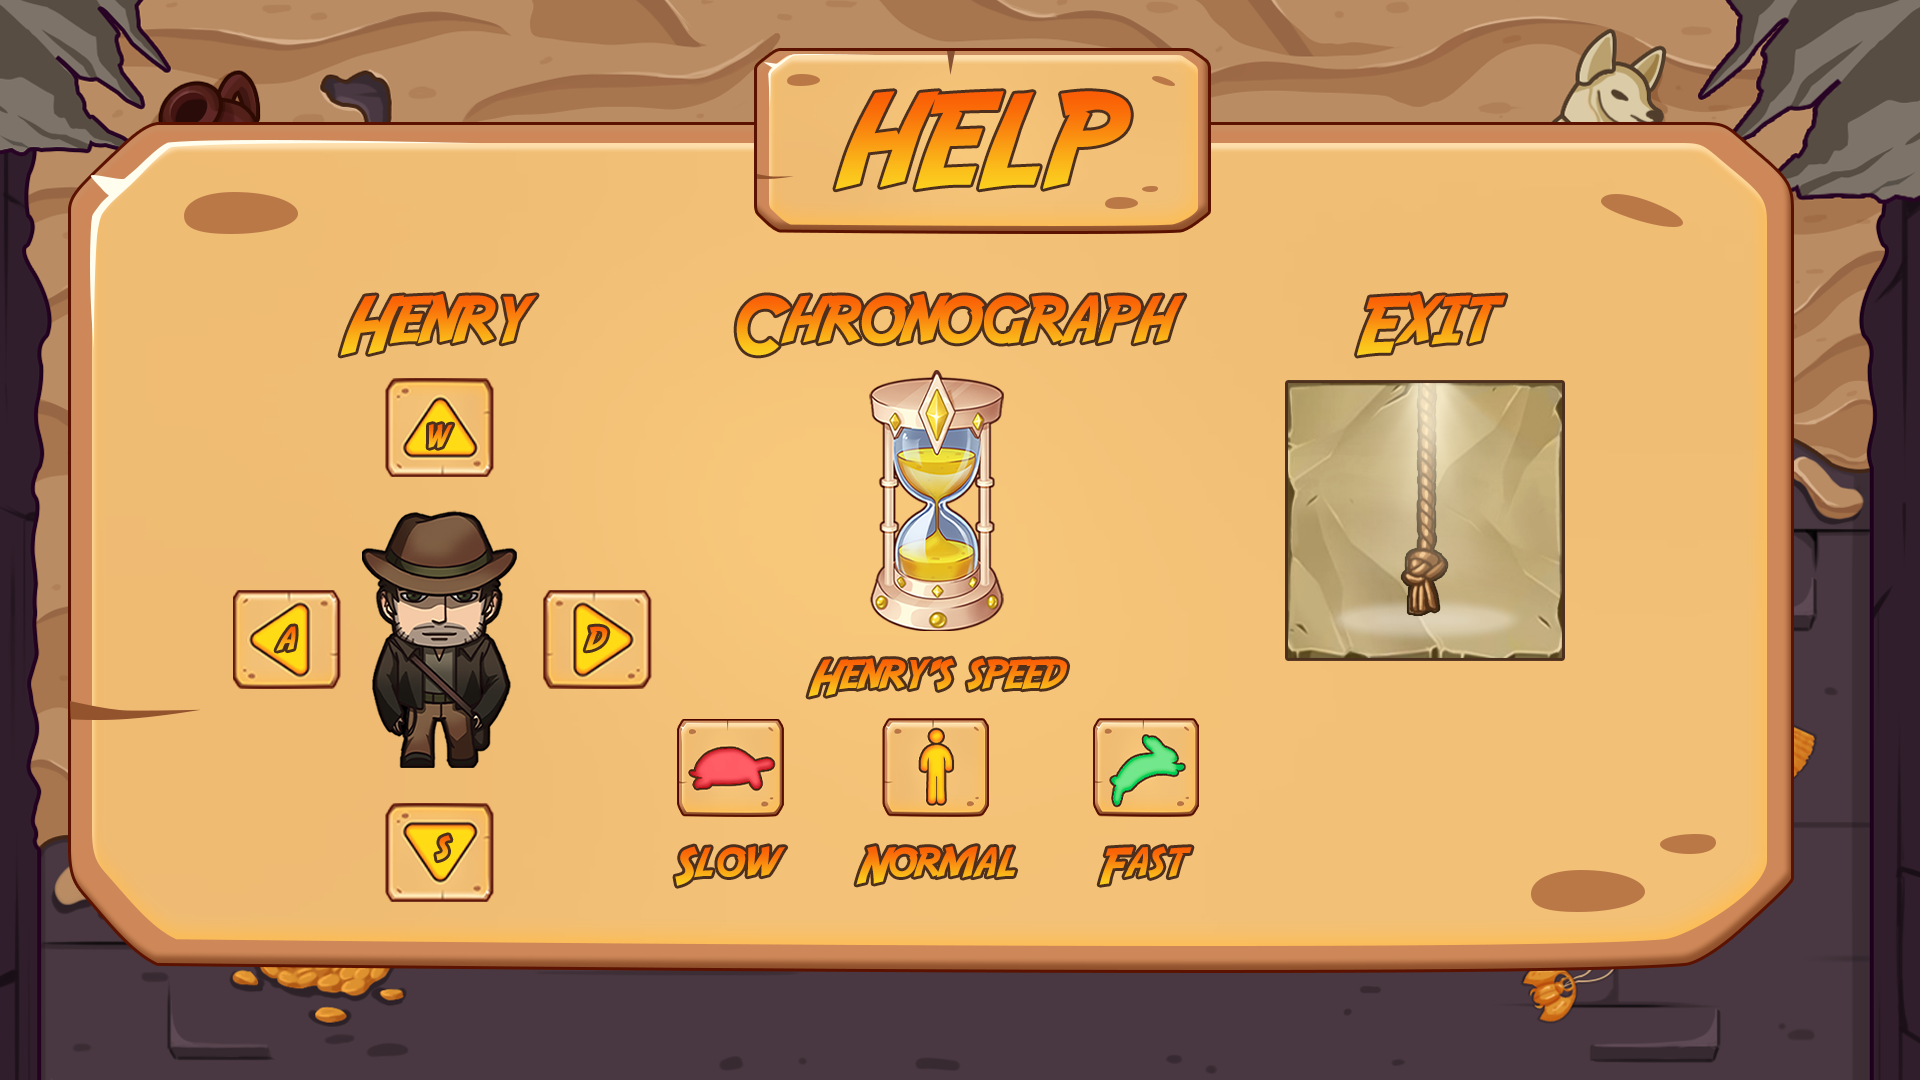 HELP
HENRY
W
A
D
S
CHRONOGRAPH
HENRY'S SPEED
SLOW
NORMAL
FAST
EXIT